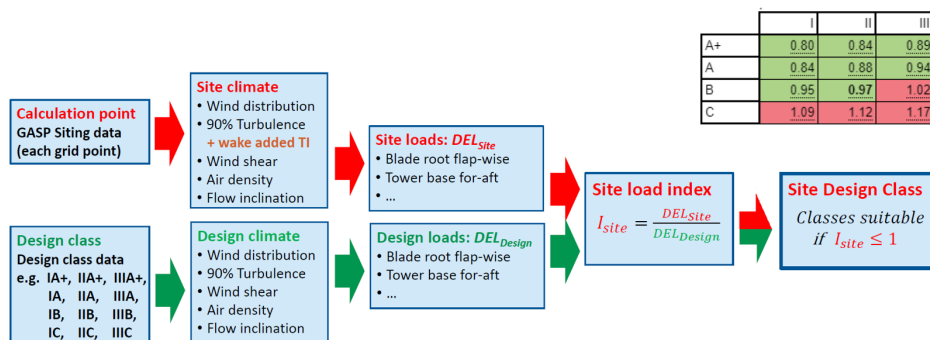 I II III
A+ 0.80 0.84 0.89
A 0.84 0.88 0.94
B 0.95 0.97 1.02
C 1.09 1.12 1.17
Calculation point
GASP Siting data
(each grid point)
Site climate
• Wind distribution
• 90% Turbulence
+ wake added TI
• Wind shear
• Air density
• Flow inclination
Site loads: DELSite
• Blade root flap-wise
• Tower base for-aft
• ...
Design class
Design class data
e.g. IA+, IIA+, IIIA+,
IA, IIA, IIIA,
IB, IIB, IIIB,
IC, IIC, IIIC
Design climate
• Wind distribution
• 90% Turbulence
• Wind shear
• Air density
• Flow inclination
Design loads: DELDesign
• Blade root flap-wise
• Tower base for-aft
• ...
Site load index
Isite = DELSite / DELDesign
Site Design Class
Classes suitable
if Isite ≤ 1